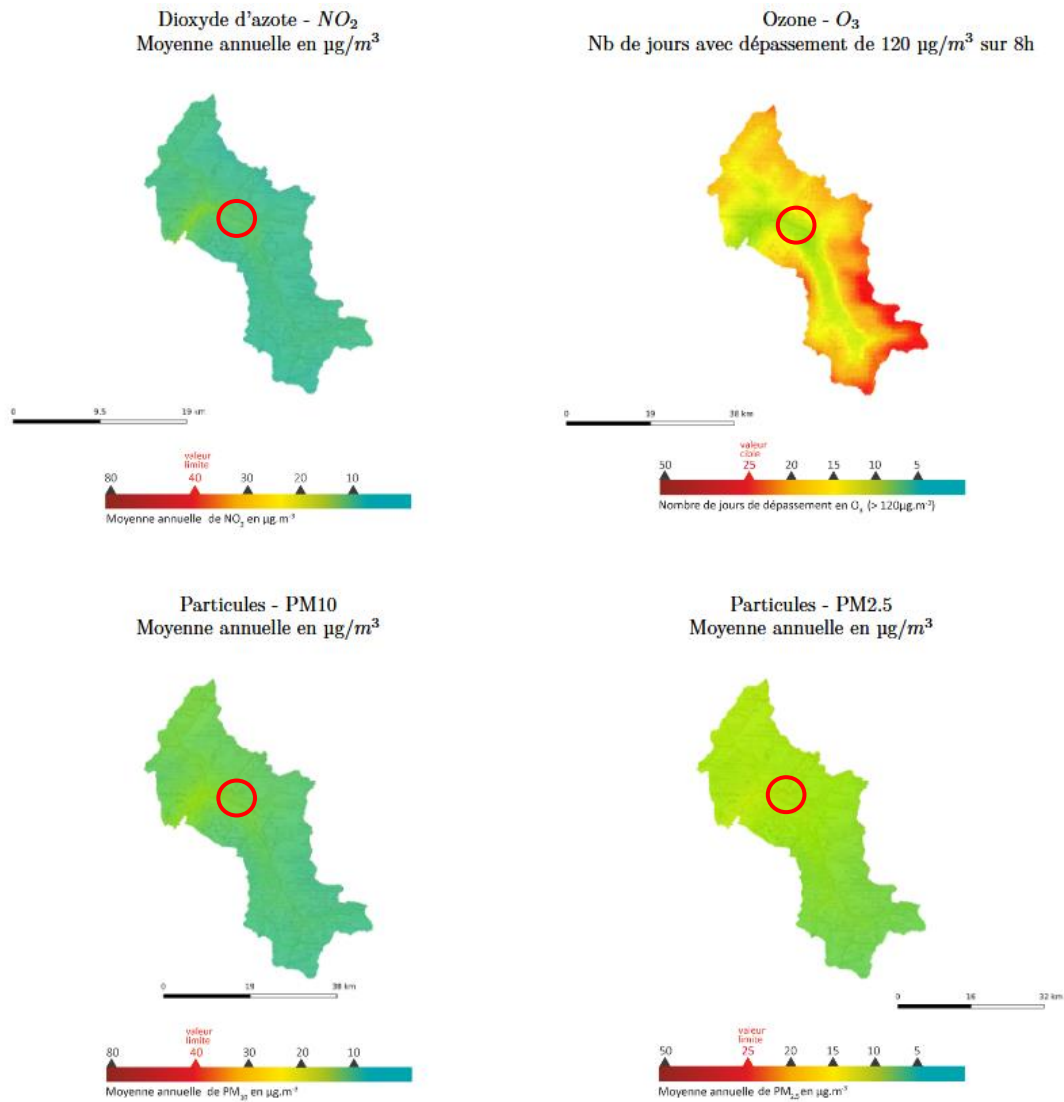 Dioxyde d'azote - NO₂
Moyenne annuelle en µg/m³
0 9.5 19 km
valeur
limite
80 40 30 20 10
Moyenne annuelle de NO₂ en µg.m⁻³
Ozone - O₃
Nb de jours avec dépassement de 120 µg/m³ sur 8h
0 19 38 km
valeur
cible
50 25 20 15 10 5
Nombre de jours de dépassement en O₃ (> 120µg.m⁻³)
Particules - PM10
Moyenne annuelle en µg/m³
0 19 38 km
valeur
limite
80 40 30 20 10
Moyenne annuelle de PM₁₀ en µg.m⁻³
Particules - PM2.5
Moyenne annuelle en µg/m³
0 16 32 km
valeur
limite
50 25 20 15 10 5
Moyenne annuelle de PM₂.₅ en µg.m⁻³